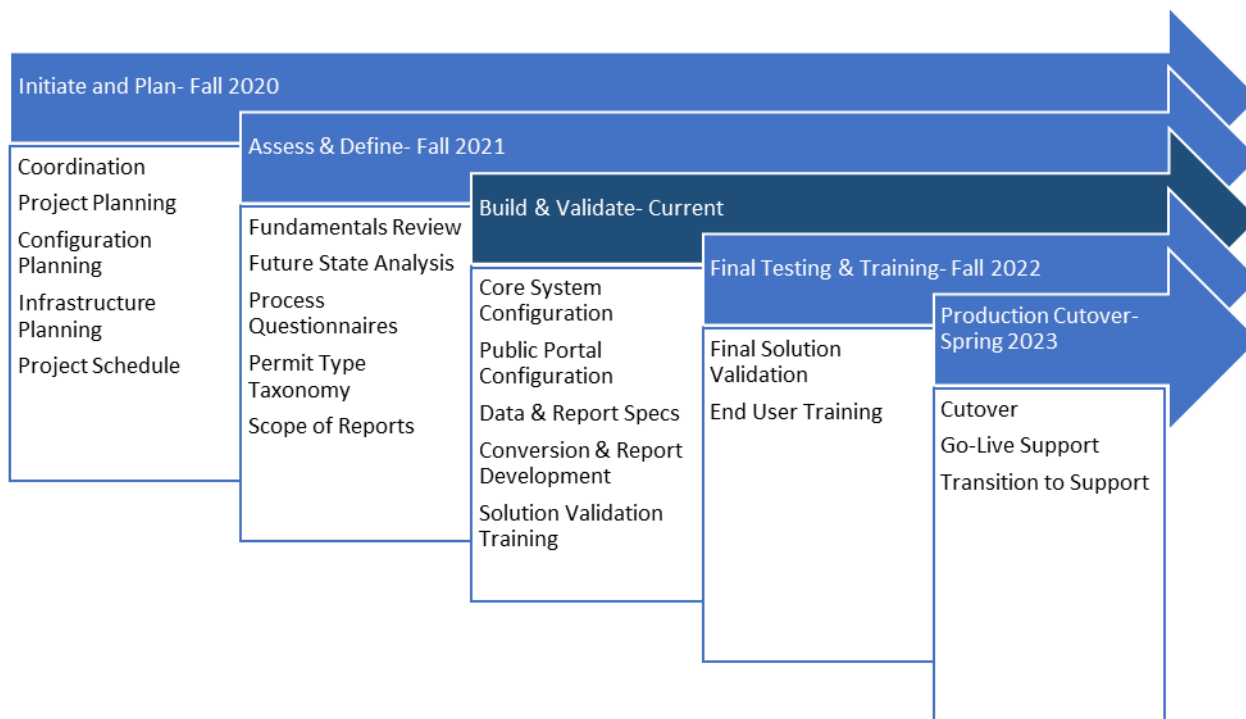 Initiate and Plan- Fall 2020
Coordination
Project Planning
Configuration
Planning
Infrastructure
Planning
Project Schedule
Assess & Define- Fall 2021
Fundamentals Review
Future State Analysis
Process
Questionnaires
Permit Type
Taxonomy
Scope of Reports
Build & Validate- Current
Core System
Configuration
Public Portal
Configuration
Data & Report Specs
Conversion & Report
Development
Solution Validation
Training
Final Testing & Training- Fall 2022
Final Solution
Validation
End User Training
Production Cutover-
Spring 2023
Cutover
Go-Live Support
Transition to Support